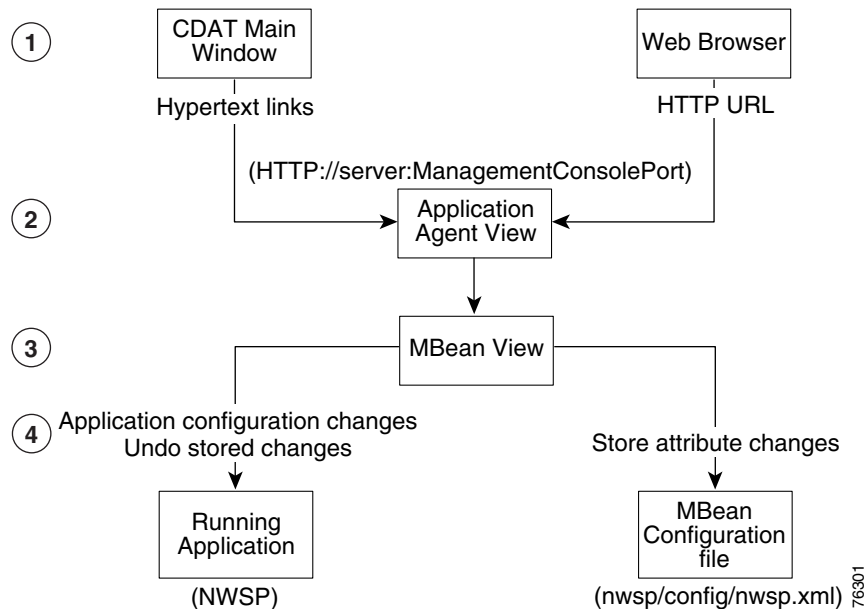 1
CDAT Main
Window
Web Browser
Hypertext links
HTTP URL
(HTTP://server:ManagementConsolePort)
2
Application
Agent View
3
MBean View
4
Application configuration changes
Undo stored changes
Store attribute changes
Running
Application
MBean
Configuration
file
(NWSP)
(nwsp/config/nwsp.xml)
76301